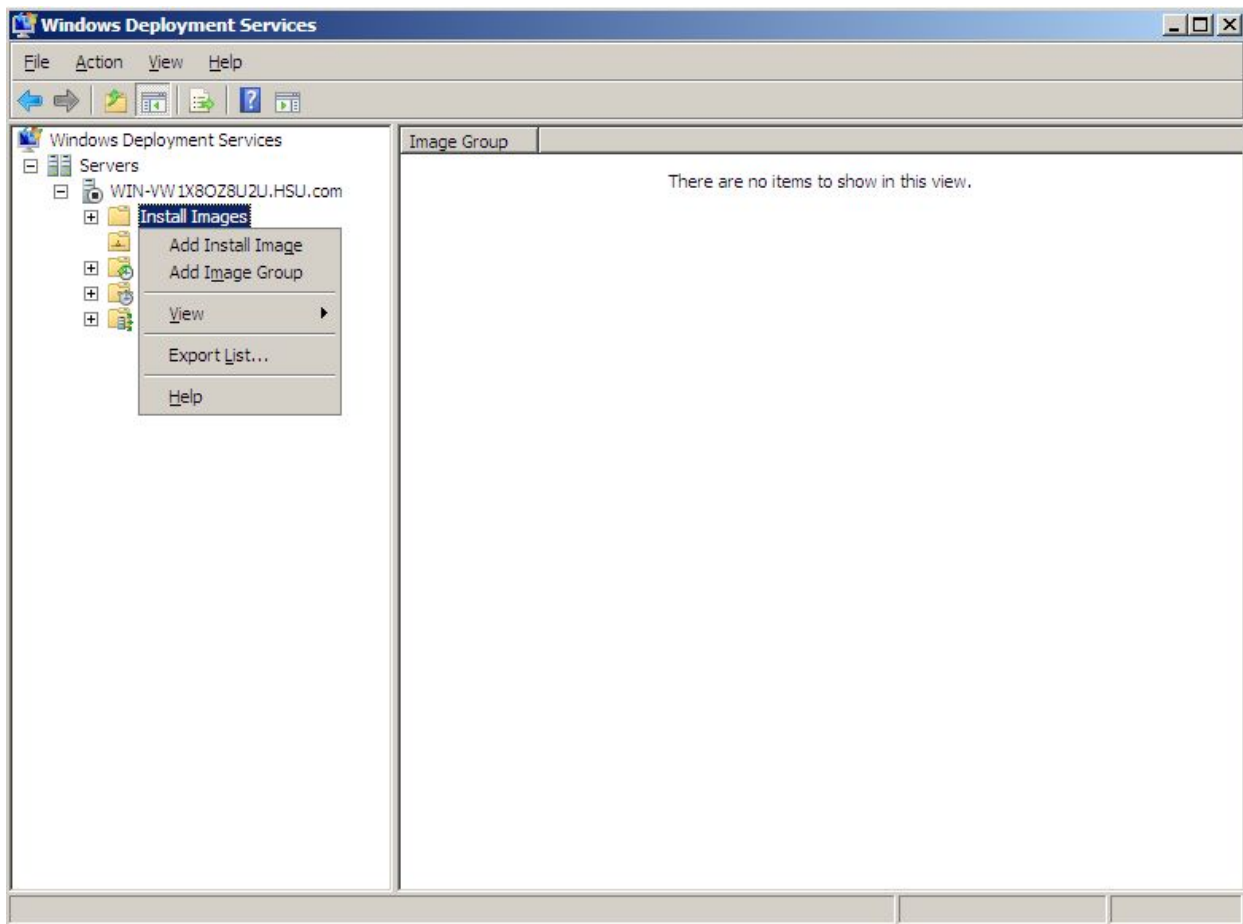 Windows Deployment Services
File Action View Help
Windows Deployment Services
Servers
WIN-VW1X8OZ8U2U.HSU.com
Install Images
Add Install Image
Add Image Group
View
Export List...
Help
Image Group
There are no items to show in this view.